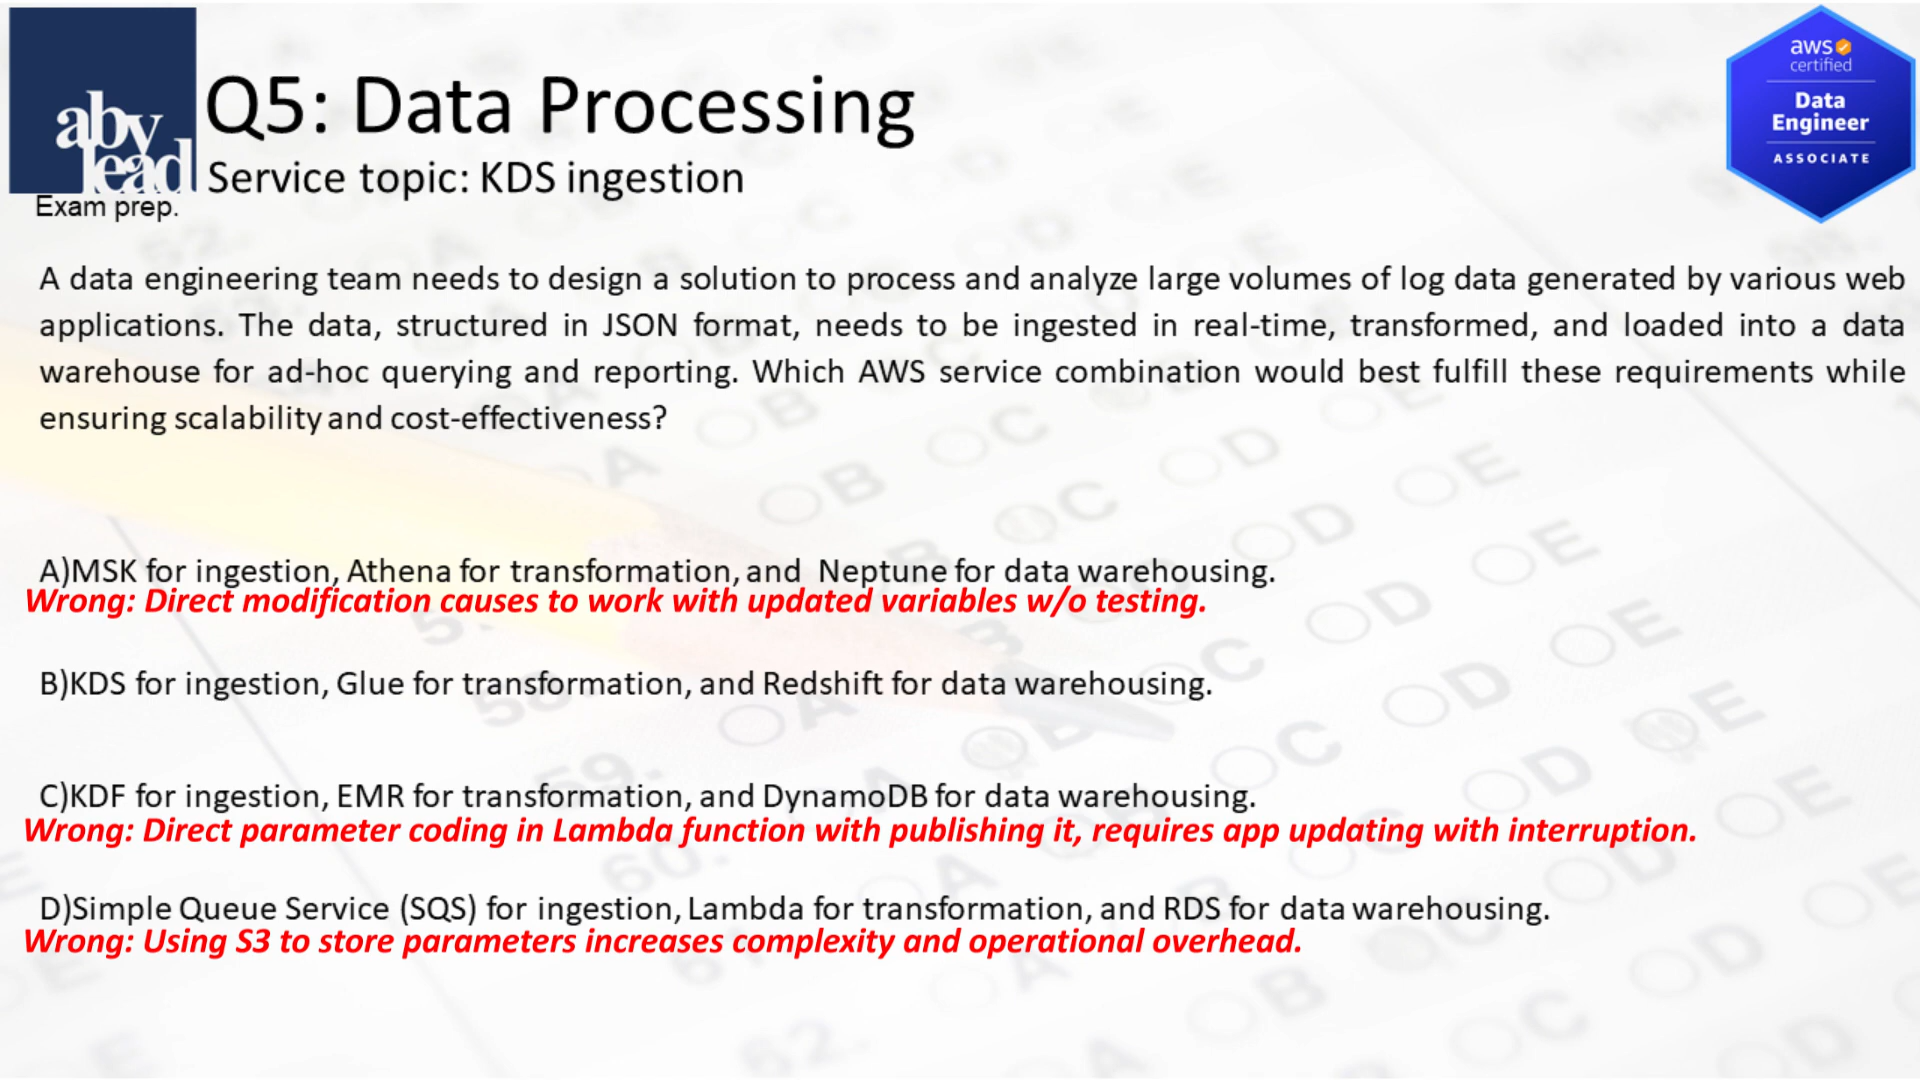 aby
lead
Exam prep.
Q5: Data Processing
Service topic: KDS ingestion
aws
certified
Data
Engineer
ASSOCIATE
A data engineering team needs to design a solution to process and analyze large volumes of log data generated by various web
applications. The data, structured in JSON format, needs to be ingested in real-time, transformed, and loaded into a data
warehouse for ad-hoc querying and reporting. Which AWS service combination would best fulfill these requirements while
ensuring scalability and cost-effectiveness?
A)MSK for ingestion, Athena for transformation, and Neptune for data warehousing.
Wrong: Direct modification causes to work with updated variables w/o testing.
B)KDS for ingestion, Glue for transformation, and Redshift for data warehousing.
C)KDF for ingestion, EMR for transformation, and DynamoDB for data warehousing.
Wrong: Direct parameter coding in Lambda function with publishing it, requires app updating with interruption.
D)Simple Queue Service (SQS) for ingestion, Lambda for transformation, and RDS for data warehousing.
Wrong: Using S3 to store parameters increases complexity and operational overhead.